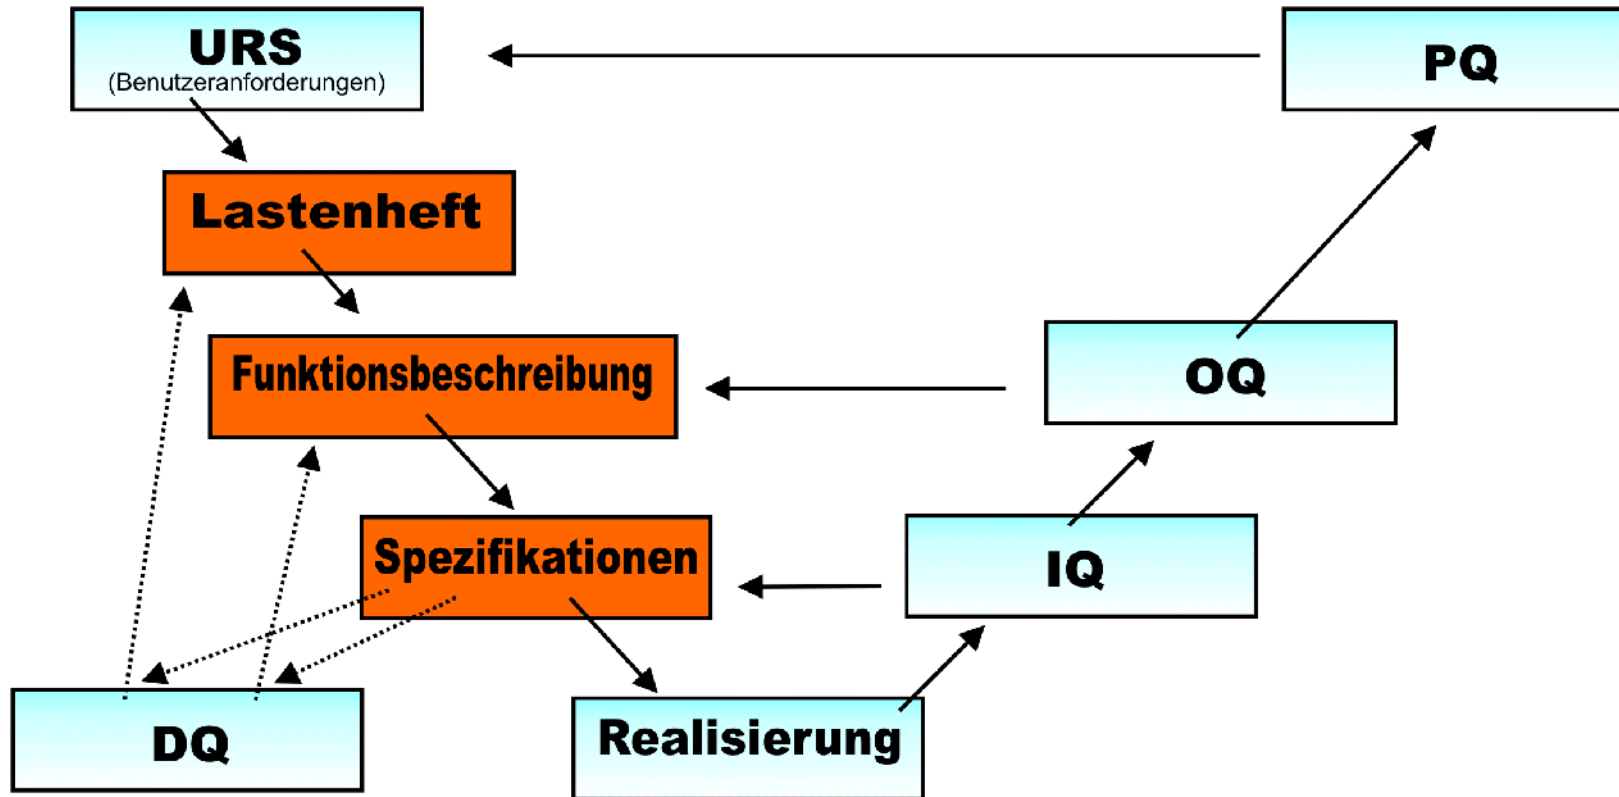 URS
(Benutzeranforderungen)
PQ
Lastenheft
Funktionsbeschreibung
OQ
Spezifikationen
IQ
DQ
Realisierung